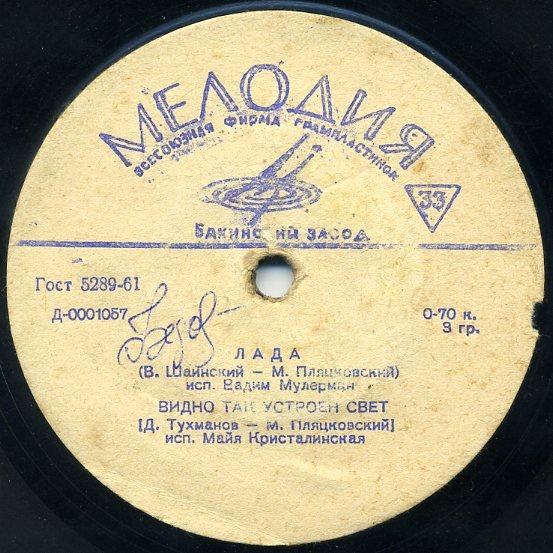 МЕЛОДИЯ
ВСЕСОЮЗНАЯ ФИРМА ГРАМПЛАСТИНОК
33
БАКИНСКИЙ ЗАВОД
Гост 5289-61
Д-0001057
0-70 к.
3 гр.
ЛАДА
(В. Шаинский — М. Пляцковский)
исп. Вадим Мулерман
ВИДНО ТАК УСТРОЕН СВЕТ
[Д. Тухманов — М. Пляцковский]
исп. Майя Кристалинская